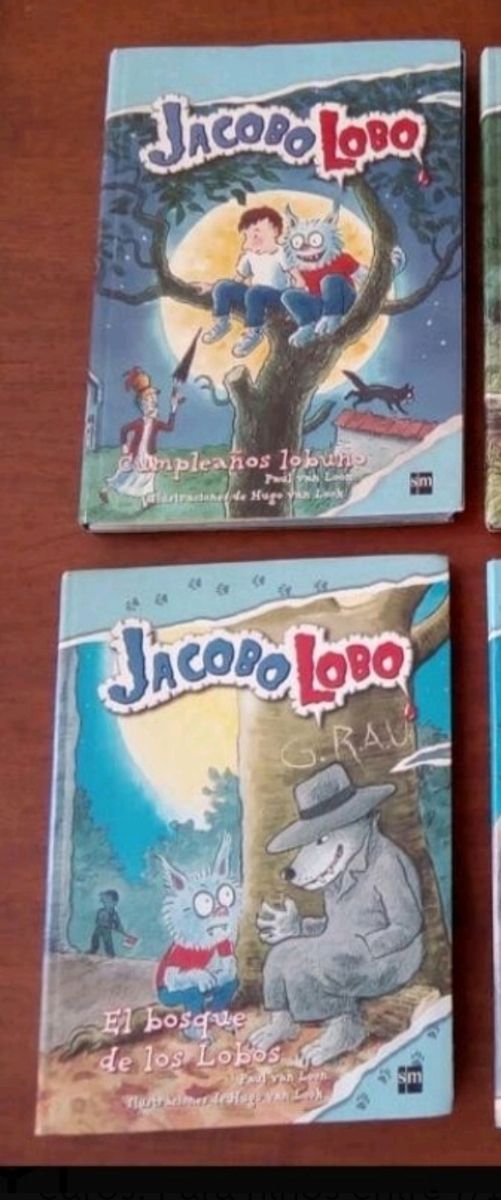 JACOBO LOBO
Cumpleaños lobuno
Paul van Loon
Ilustraciones de Hugo van Look
sm
JACOBO LOBO
G.R.A.U
El bosque
de los Lobos
Paul van Loon
Ilustraciones de Hugo van Look
sm